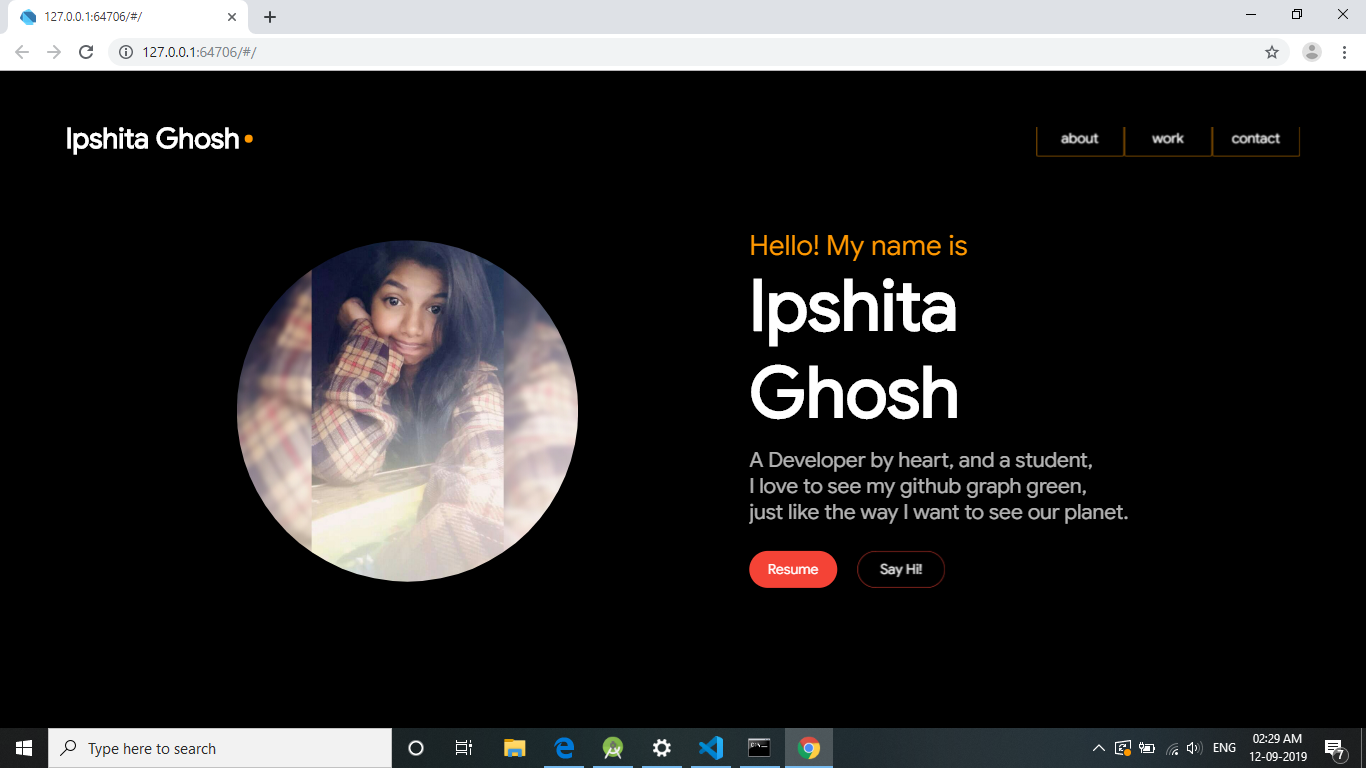 127.0.0.1:64706/#/
127.0.0.1:64706/#/
Ipshita Ghosh
about work contact
Hello! My name is
Ipshita
Ghosh
A Developer by heart, and a student,
I love to see my github graph green,
just like the way I want to see our planet.
Resume Say Hi!
Type here to search
ENG
02:29 AM
12-09-2019
7